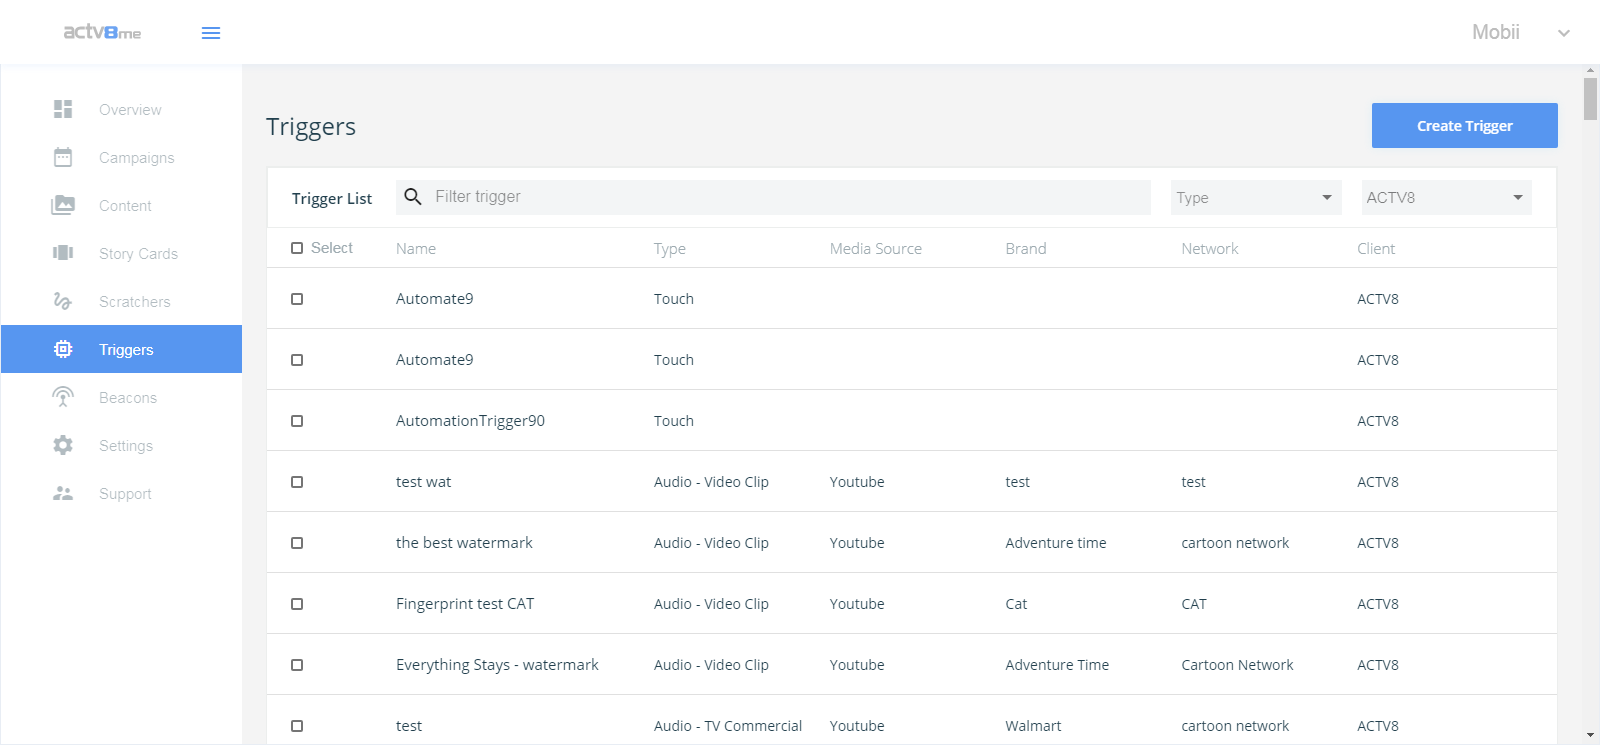 actv8me
Mobii
Overview
Campaigns
Content
Story Cards
Scratchers
Triggers
Beacons
Settings
Support
Triggers
Create Trigger
Trigger List Filter trigger Type ACTV8
Select Name Type Media Source Brand Network Client
Automate9 Touch ACTV8
Automate9 Touch ACTV8
AutomationTrigger90 Touch ACTV8
test wat Audio - Video Clip Youtube test test ACTV8
the best watermark Audio - Video Clip Youtube Adventure time cartoon network ACTV8
Fingerprint test CAT Audio - Video Clip Youtube Cat CAT ACTV8
Everything Stays - watermark Audio - Video Clip Youtube Adventure Time Cartoon Network ACTV8
test Audio - TV Commercial Youtube Walmart cartoon network ACTV8